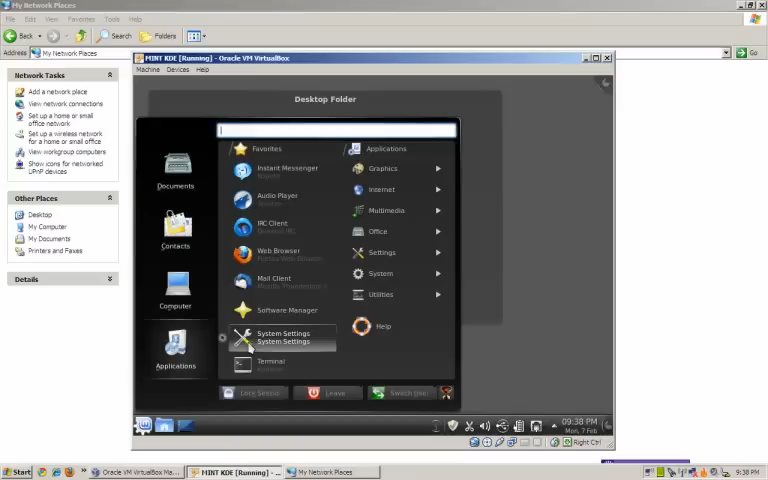 My Network Places
File Edit View Favorites Tools Help
Back Search Folders
Address My Network Places Go
Network Tasks
Add a network place
View network connections
Set up a home or small
office network
Set up a wireless network
for a home or small office
View workgroup computers
Show icons for networked
UPnP devices
Other Places
Desktop
My Computer
My Documents
Printers and Faxes
Details
MINT KDE [Running] - Oracle VM VirtualBox
Machine Devices Help
Desktop Folder
Documents
Contacts
Computer
Applications
Favorites
Instant Messenger
Audio Player
IRC Client
Web Browser
Mail Client
Software Manager
System Settings
System Settings
Terminal
Applications
Graphics
Internet
Multimedia
Office
Settings
System
Utilities
Help
Leave
Switch User
09:38 PM
Mon, 7 Feb
Right Ctrl
Start
Oracle VM VirtualBox Ma...
MINT KDE [Running] - ...
My Network Places
9:38 PM